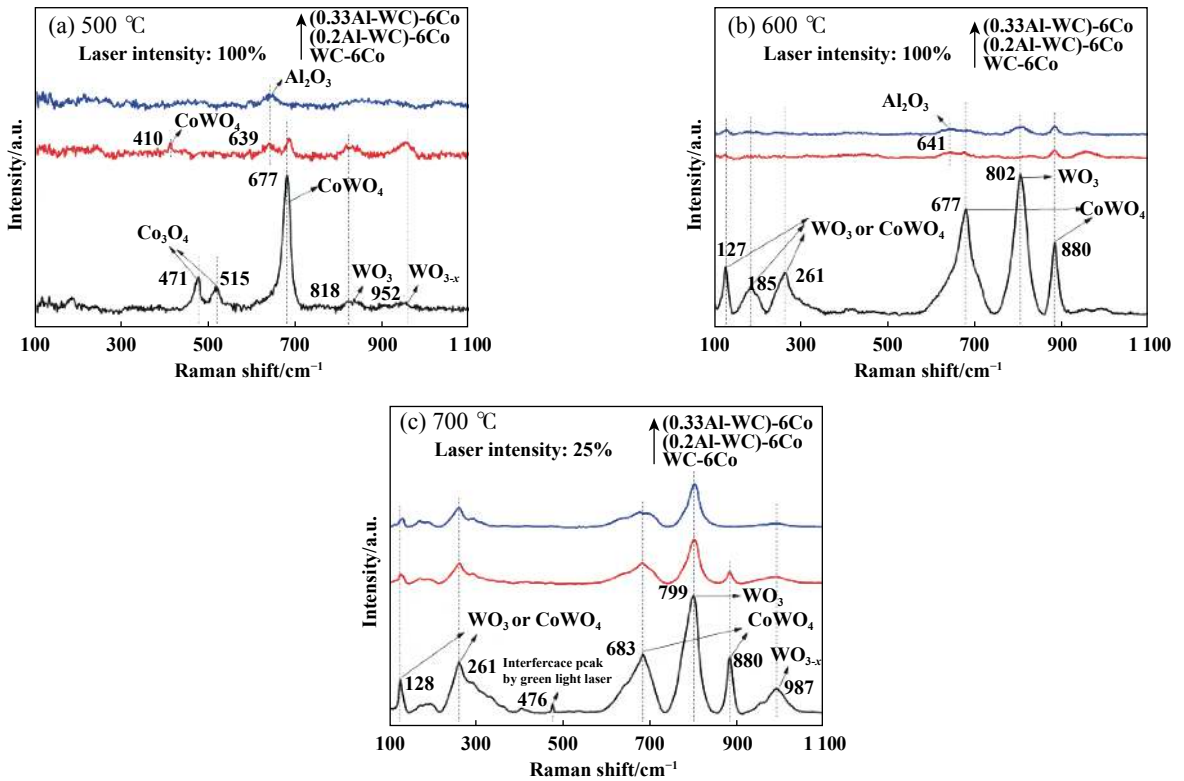 (a) 500 ℃
Laser intensity: 100%
(0.33Al-WC)-6Co
(0.2Al-WC)-6Co
WC-6Co
Al₂O₃
CoWO₄
410
639
677
CoWO₄
Co₃O₄
471
515
818
WO₃
952
WO₃₋ₓ
Intensity/a.u.
100 300 500 700 900 1 100
Raman shift/cm⁻¹
(b) 600 ℃
Laser intensity: 100%
(0.33Al-WC)-6Co
(0.2Al-WC)-6Co
WC-6Co
Al₂O₃
641
802
WO₃
677
CoWO₄
WO₃ or CoWO₄
127
185
261
880
Intensity/a.u.
100 300 500 700 900 1 100
Raman shift/cm⁻¹
(c) 700 ℃
Laser intensity: 25%
(0.33Al-WC)-6Co
(0.2Al-WC)-6Co
WC-6Co
799
WO₃
WO₃ or CoWO₄
CoWO₄
683
261
Interfercace peak
by green light laser
128
476
880
WO₃₋ₓ
987
Intensity/a.u.
100 300 500 700 900 1 100
Raman shift/cm⁻¹